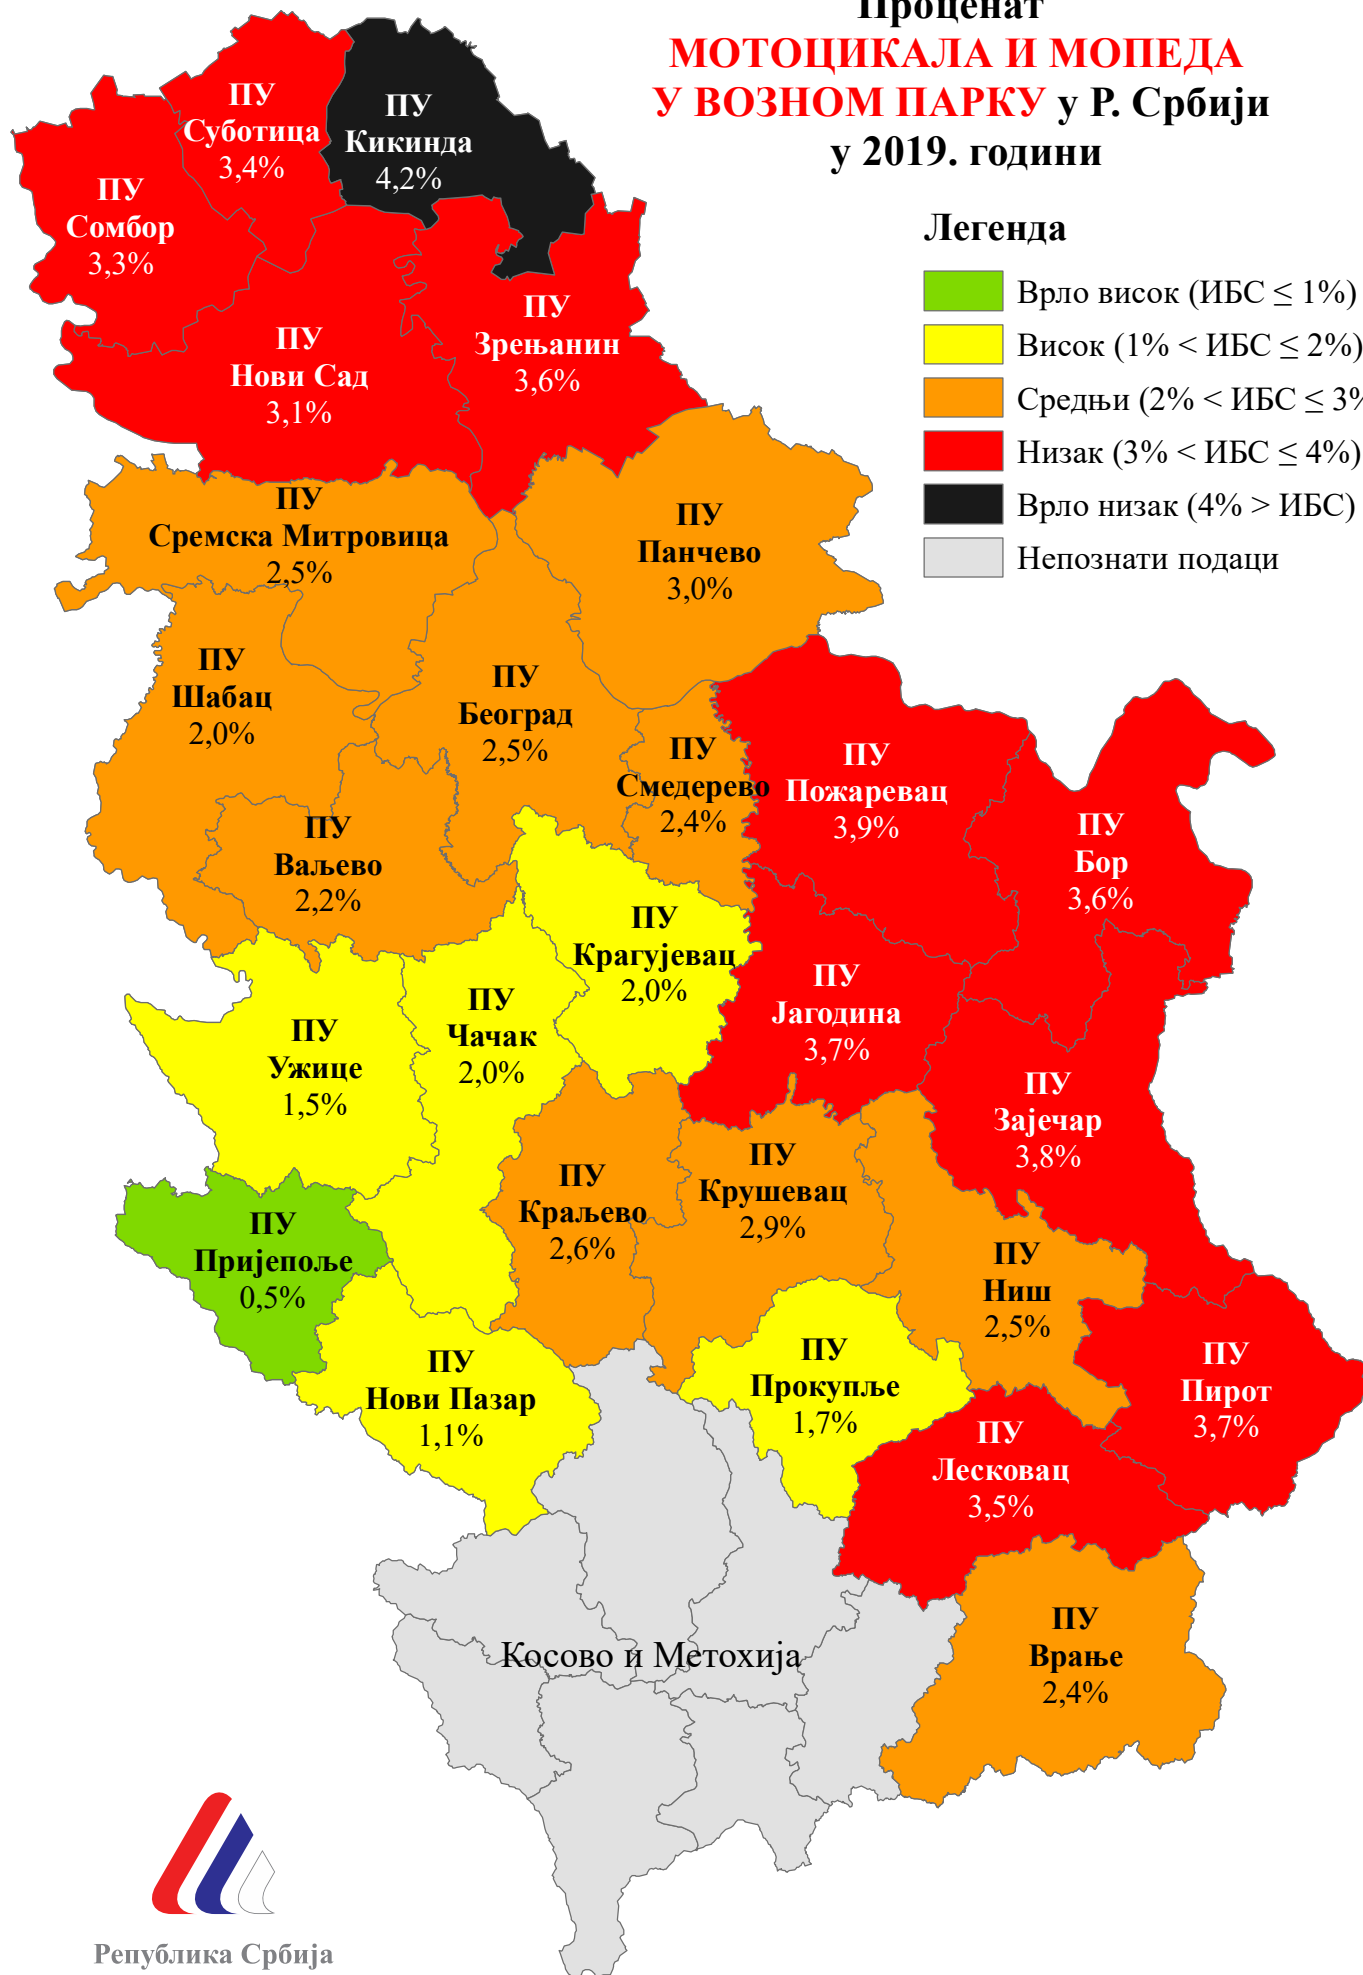 Проценат
МОТОЦИКАЛА И МОПЕДА
У ВОЗНОМ ПАРКУ у Р. Србији
у 2019. години
Легенда
Врло висок (ИБС ≤ 1%)
Висок (1% < ИБС ≤ 2%)
Средњи (2% < ИБС ≤ 3%
Низак (3% < ИБС ≤ 4%)
Врло низак (4% > ИБС)
Непознати подаци
ПУ
Суботица
3,4%
ПУ
Кикинда
4,2%
ПУ
Сомбор
3,3%
ПУ
Зрењанин
3,6%
ПУ
Нови Сад
3,1%
ПУ
Сремска Митровица
2,5%
ПУ
Панчево
3,0%
ПУ
Шабац
2,0%
ПУ
Београд
2,5%
ПУ
Смедерево
2,4%
ПУ
Пожаревац
3,9%
ПУ
Бор
3,6%
ПУ
Ваљево
2,2%
ПУ
Крагујевац
2,0%
ПУ
Јагодина
3,7%
ПУ
Чачак
2,0%
ПУ
Ужице
1,5%
ПУ
Зајечар
3,8%
ПУ
Краљево
2,6%
ПУ
Крушевац
2,9%
ПУ
Пријепоље
0,5%
ПУ
Ниш
2,5%
ПУ
Нови Пазар
1,1%
ПУ
Прокупље
1,7%
ПУ
Пирот
3,7%
ПУ
Лесковац
3,5%
Косово и Метохија
ПУ
Врање
2,4%
Република Србија